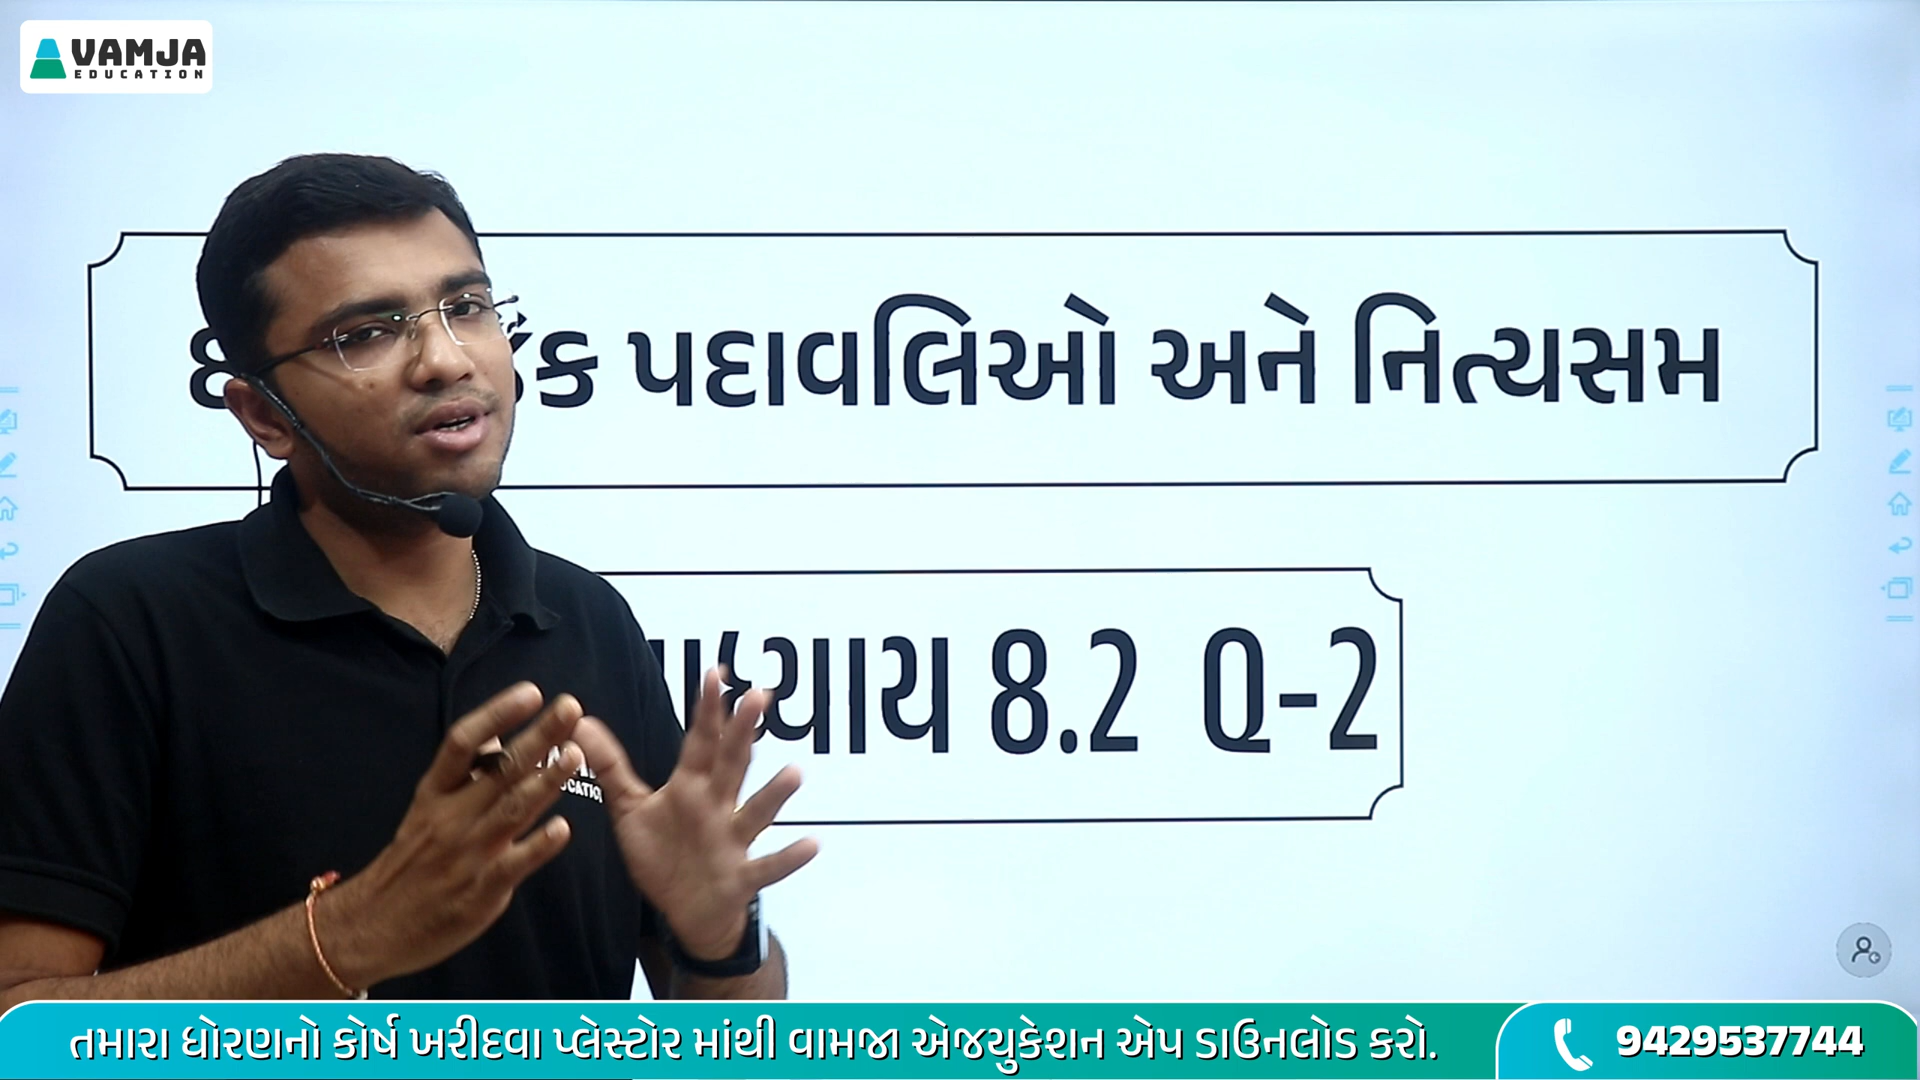 VAMJA
EDUCATION
પદાવલિઓ અને નિત્યસમ
8.2 Q-2
તમારા ધોરણનો કોર્ષ ખરીદવા પ્લેસ્ટોર માંથી વામજા એજ્યુકેશન એપ ડાઉનલોડ કરો.
9429537744